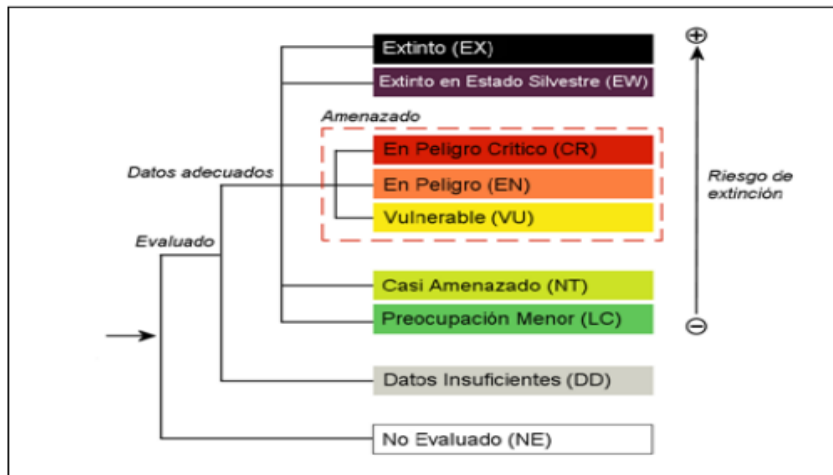 Extinto (EX)
Extinto en Estado Silvestre (EW)
Amenazado
En Peligro Crítico (CR)
Datos adecuados
En Peligro (EN)
Riesgo de
extinción
Vulnerable (VU)
Evaluado
Casi Amenazado (NT)
Preocupación Menor (LC)
Datos Insuficientes (DD)
No Evaluado (NE)